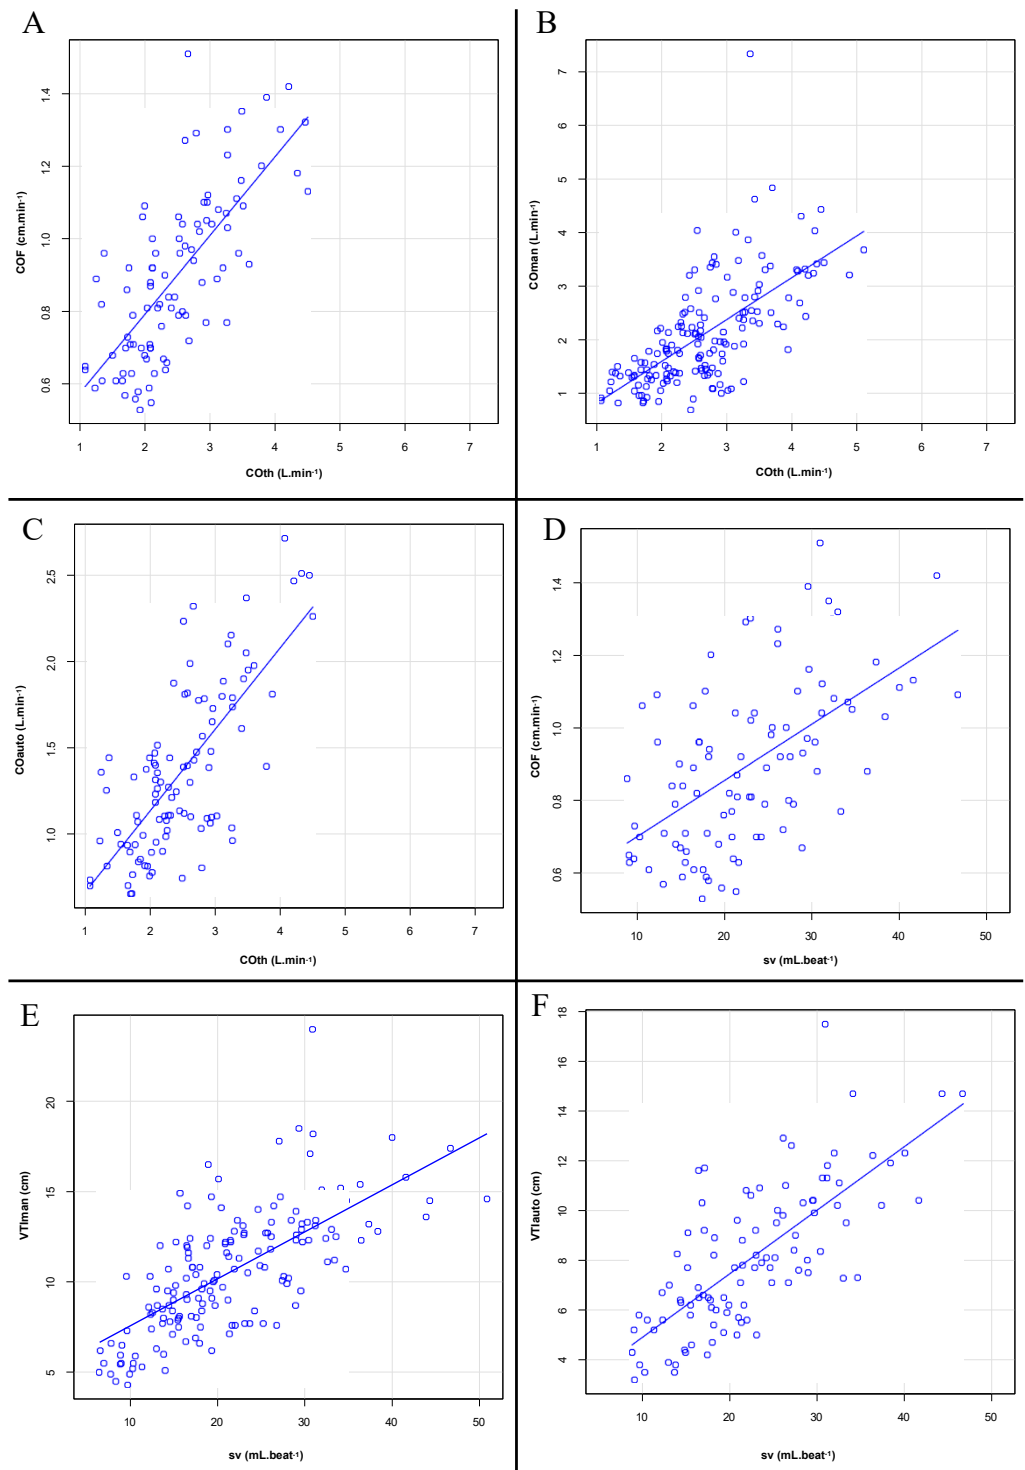 A
1.4
1.2
1.0
0.8
0.6
COF (cm.min-1)
1 2 3 4 5 6 7
COth (L.min-1)
B
7
6
5
4
3
2
1
COman (L.min-1)
1 2 3 4 5 6 7
COth (L.min-1)
C
2.5
2.0
1.5
1.0
COauto (L.min-1)
1 2 3 4 5 6 7
COth (L.min-1)
D
1.4
1.2
1.0
0.8
0.6
COF (cm.min-1)
10 20 30 40 50
sv (mL.beat-1)
E
20
15
10
5
VTIman (cm)
10 20 30 40 50
sv (mL.beat-1)
F
18
16
14
12
10
8
6
4
VTIauto (cm)
10 20 30 40 50
sv (mL.beat-1)